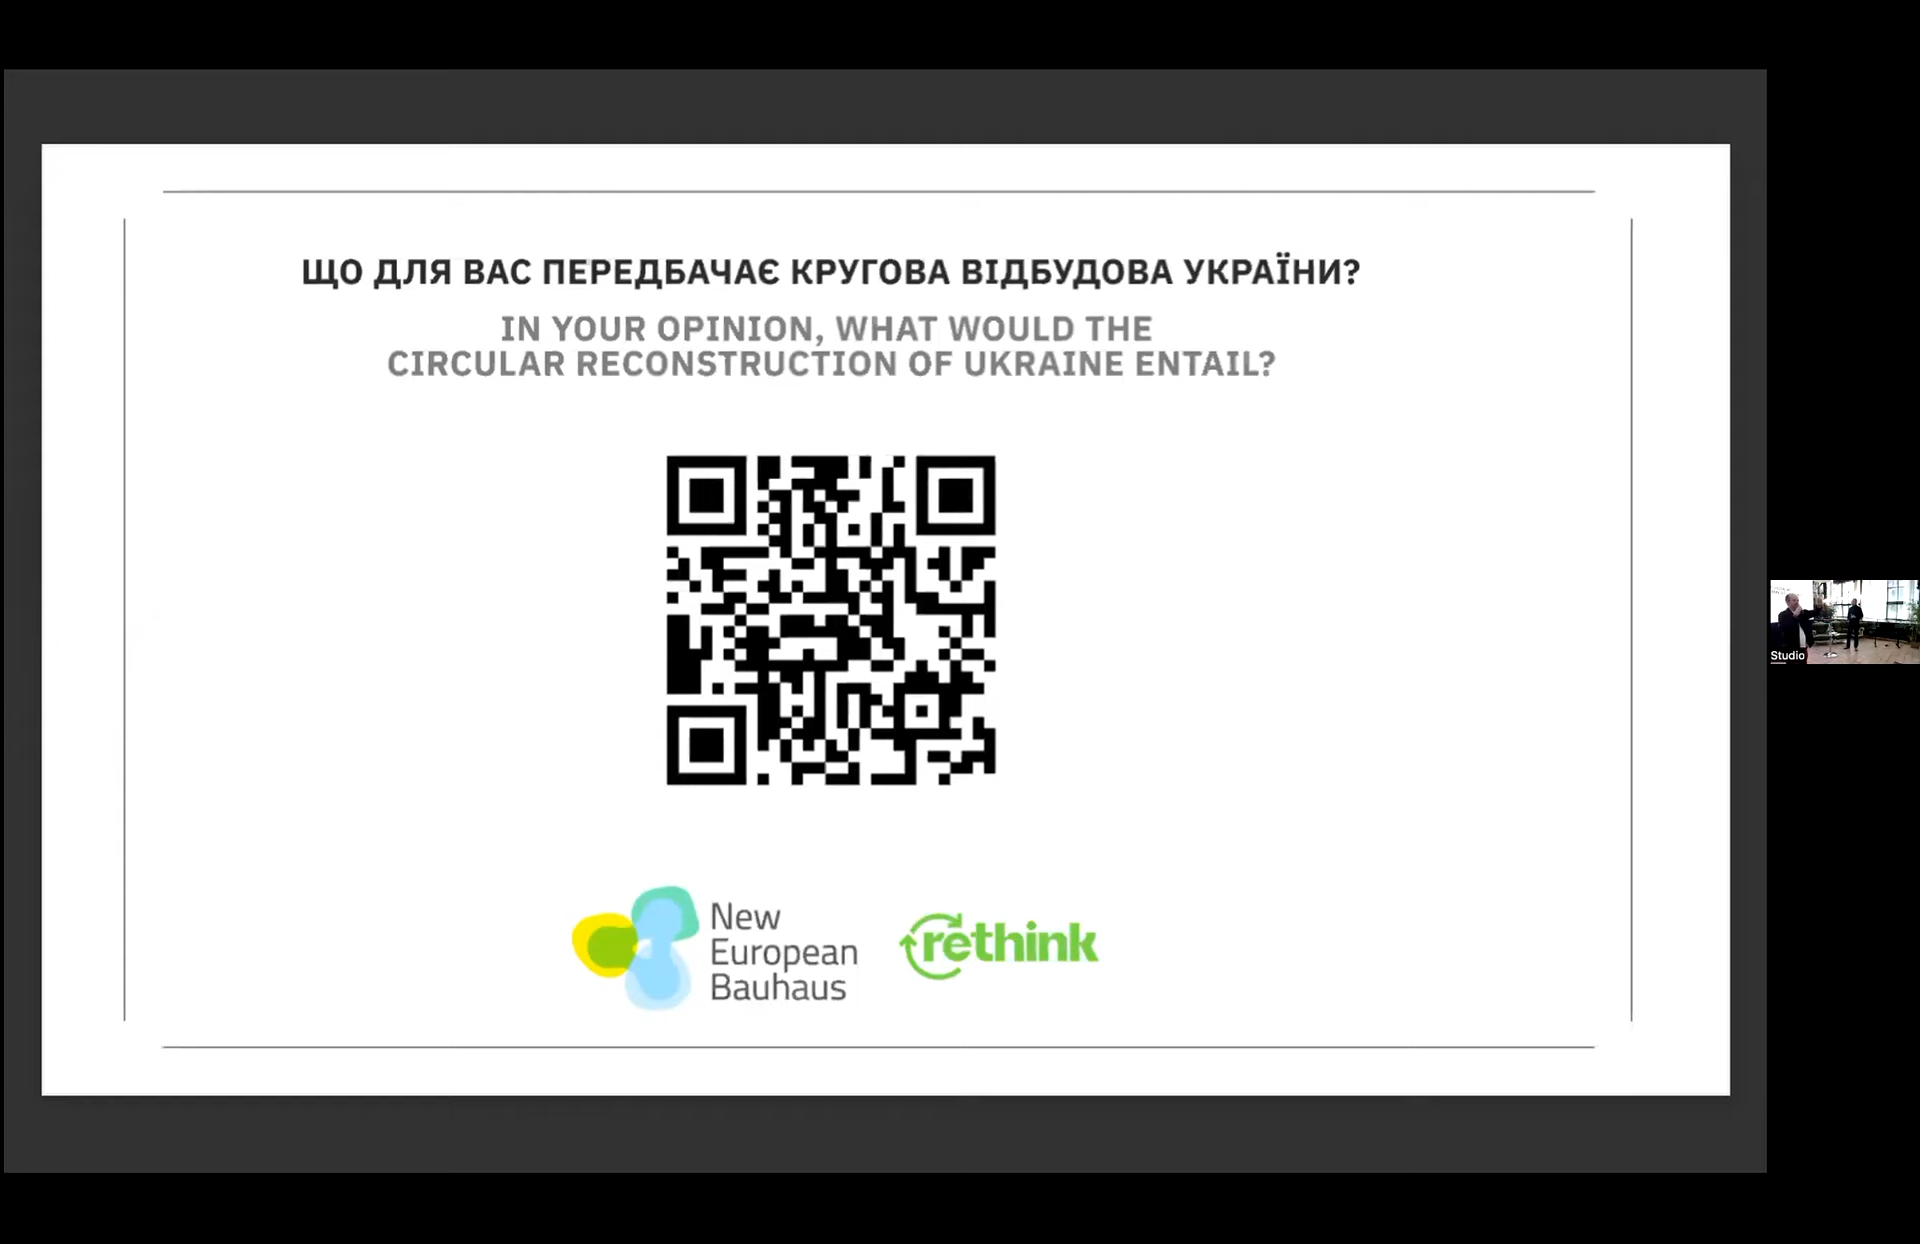 ЩО ДЛЯ ВАС ПЕРЕДБАЧАЄ КРУГОВА ВІДБУДОВА УКРАЇНИ?
IN YOUR OPINION, WHAT WOULD THE
CIRCULAR RECONSTRUCTION OF UKRAINE ENTAIL?
New
European
Bauhaus
rethink
Studio